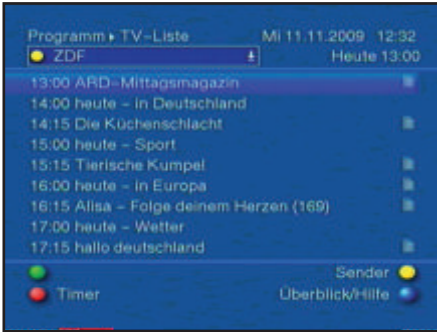 Programm ▸ TV-Liste Mi 11.11.2009 12:32
ZDF Heute 13:00
13:00 ARD-Mittagsmagazin
14:00 heute - in Deutschland
14:15 Die Küchenschlacht
15:00 heute - Sport
15:15 Tierische Kumpel
16:00 heute - in Europa
16:15 Alisa - Folge deinem Herzen (169)
17:00 heute - Wetter
17:15 hallo deutschland
Sender
Timer Überblick/Hilfe